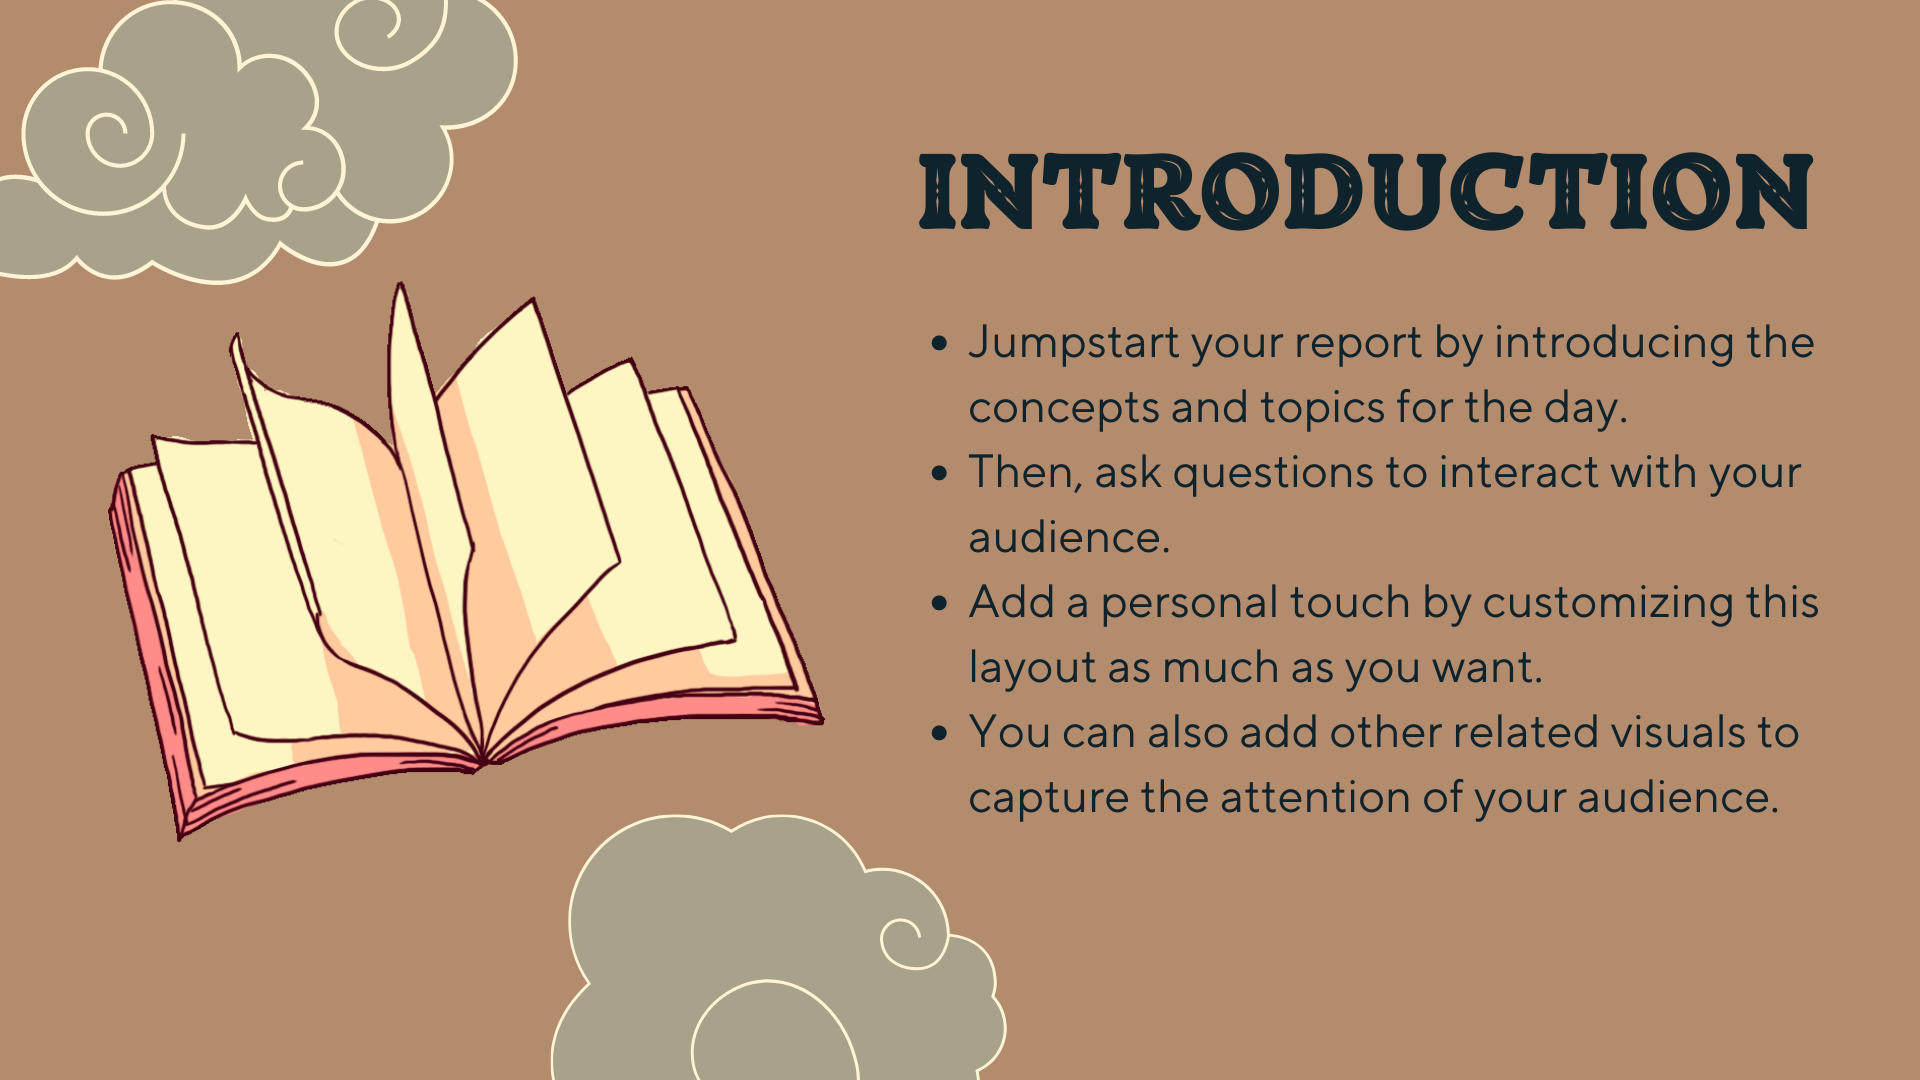 INTRODUCTION
• Jumpstart your report by introducing the
concepts and topics for the day.
• Then, ask questions to interact with your
audience.
• Add a personal touch by customizing this
layout as much as you want.
• You can also add other related visuals to
capture the attention of your audience.